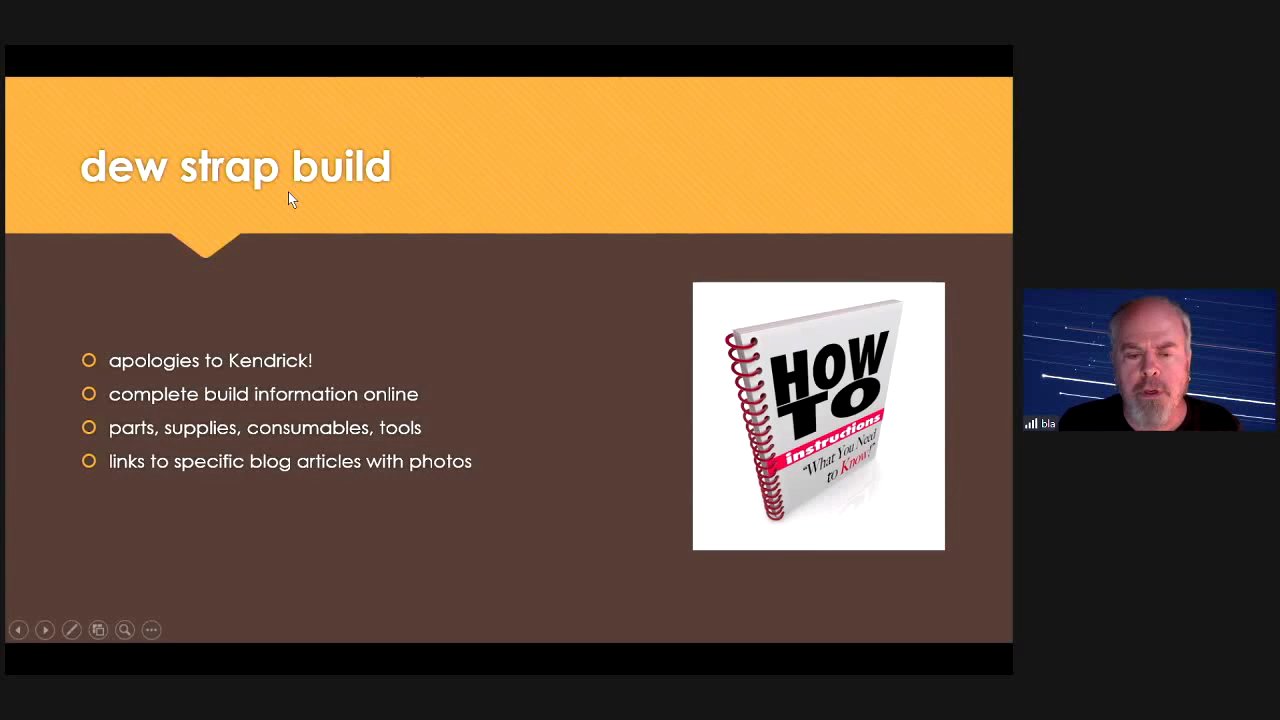 dew strap build
apologies to Kendrick!
complete build information online
parts, supplies, consumables, tools
links to specific blog articles with photos
HOW
TO
instructions
"What You Need
to Know!"
bla